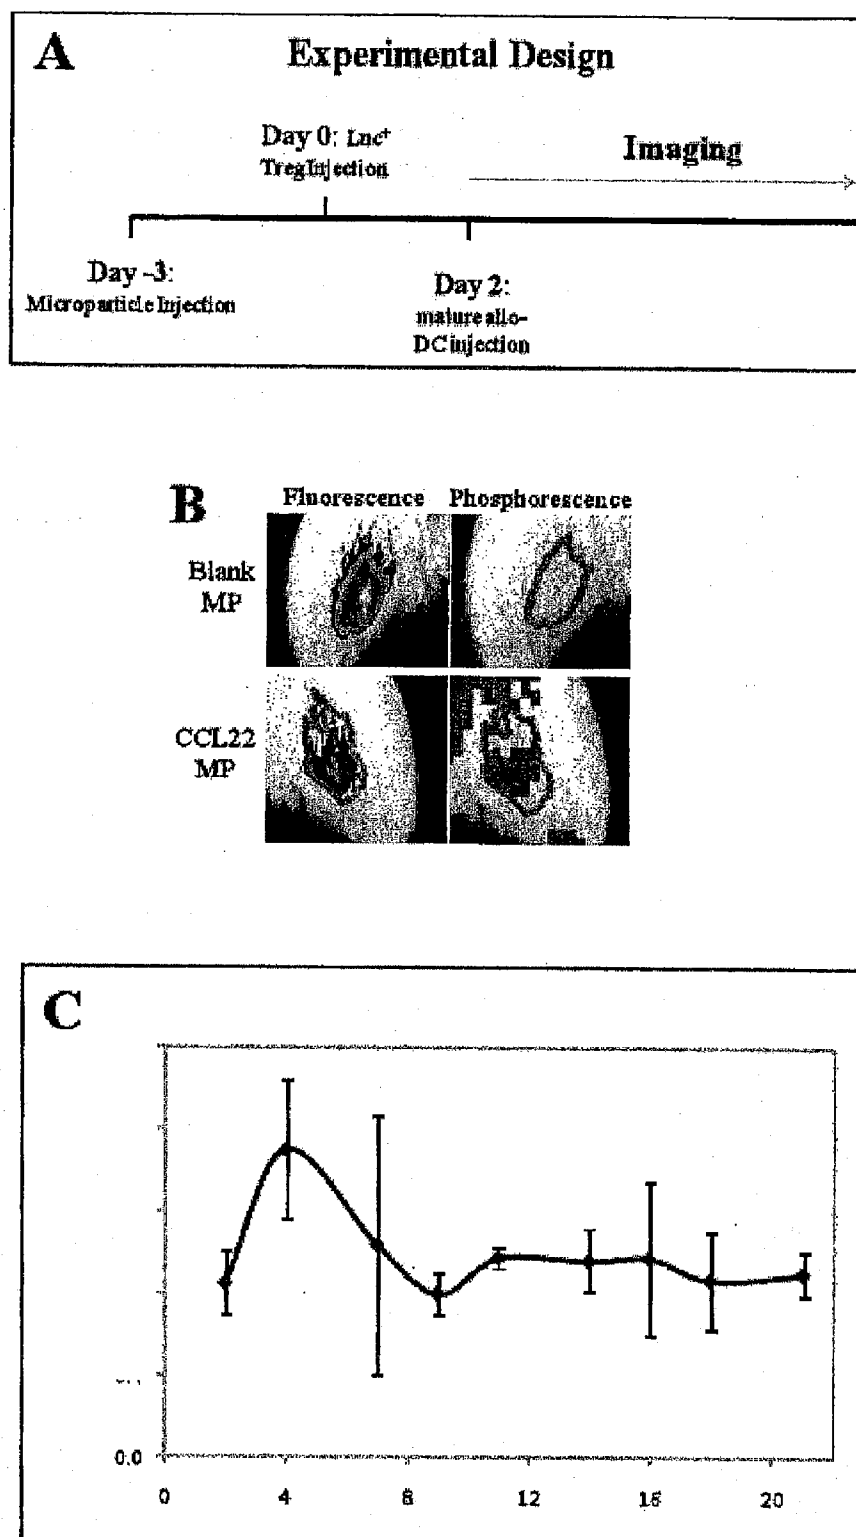 A
Experimental Design
Day 0: Luc+
Treg Injection
Imaging
Day -3:
Microparticle Injection
Day 2:
mature allo-
DC injection
B
Fluorescence Phosphorescence
Blank
MP
CCL22
MP
C
0.0
0 4 8 12 16 20